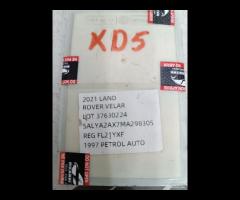 XD5
2021 LAND
ROVER VELAR
LOT 37630224
SALYA2AX7MA298305
REG FL21YXF
1997 PETROL AUTO